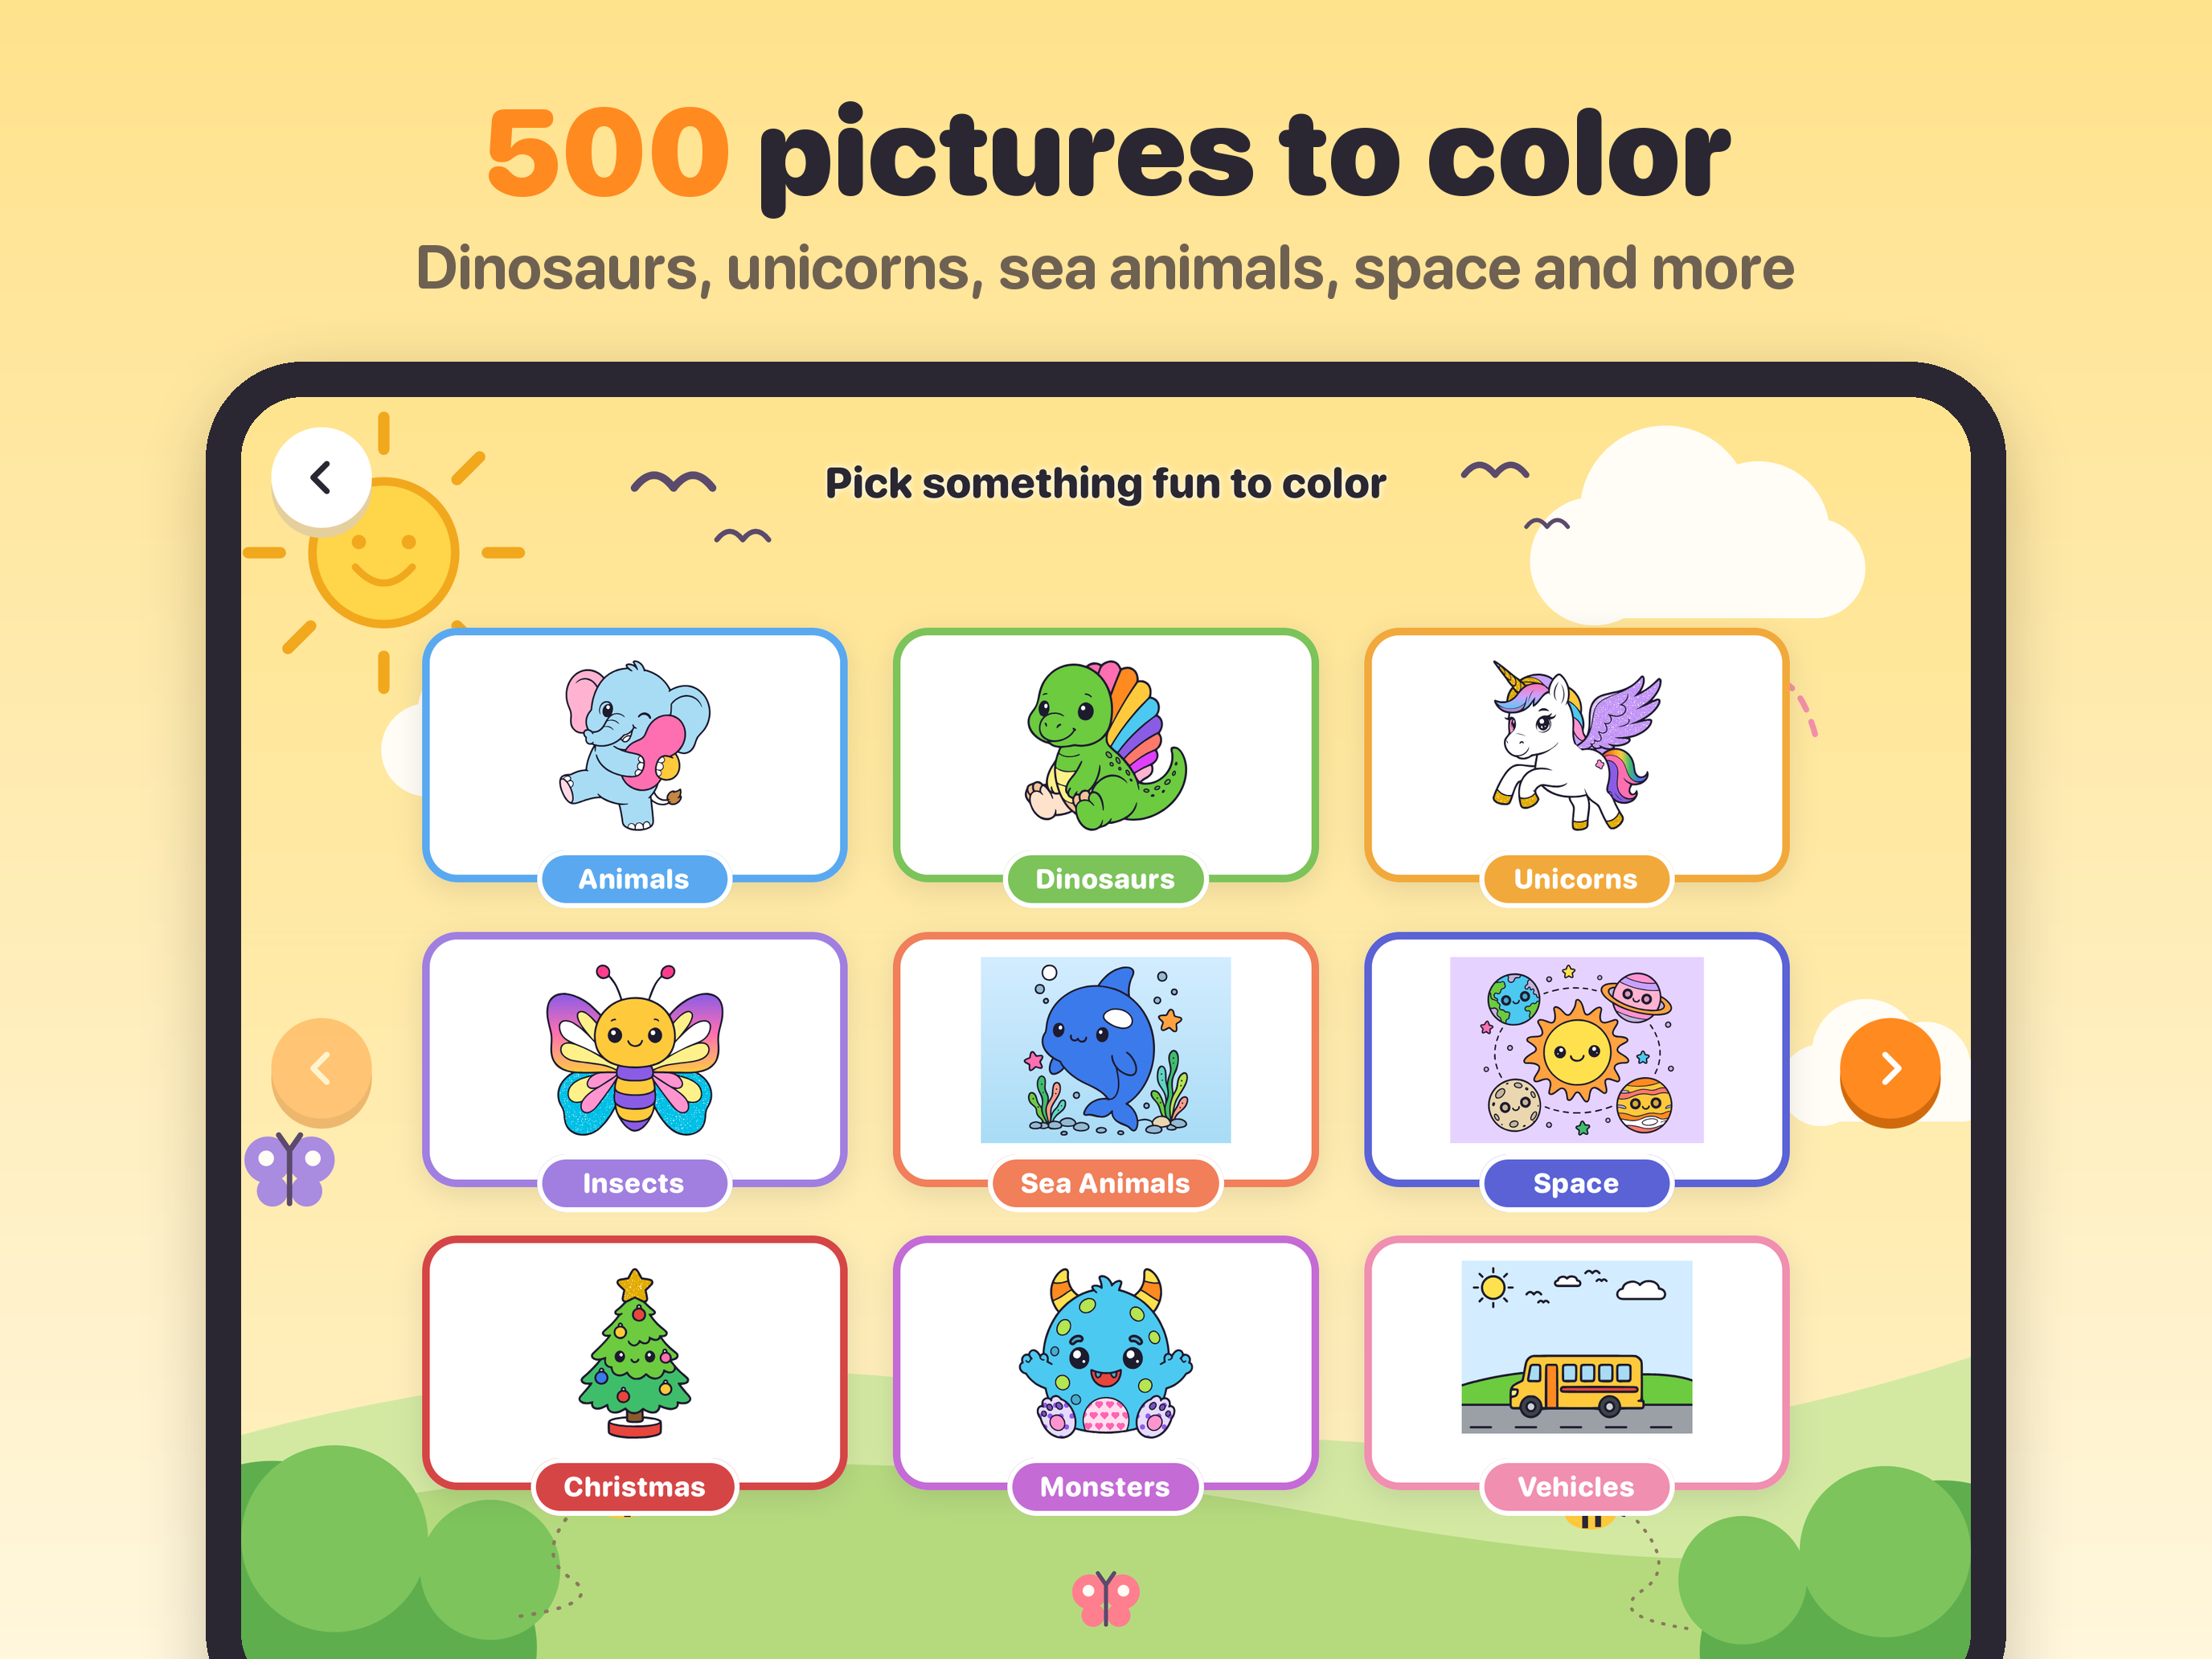 500 pictures to color
Dinosaurs, unicorns, sea animals, space and more
Pick something fun to color
Animals
Dinosaurs
Unicorns
Insects
Sea Animals
Space
Christmas
Monsters
Vehicles